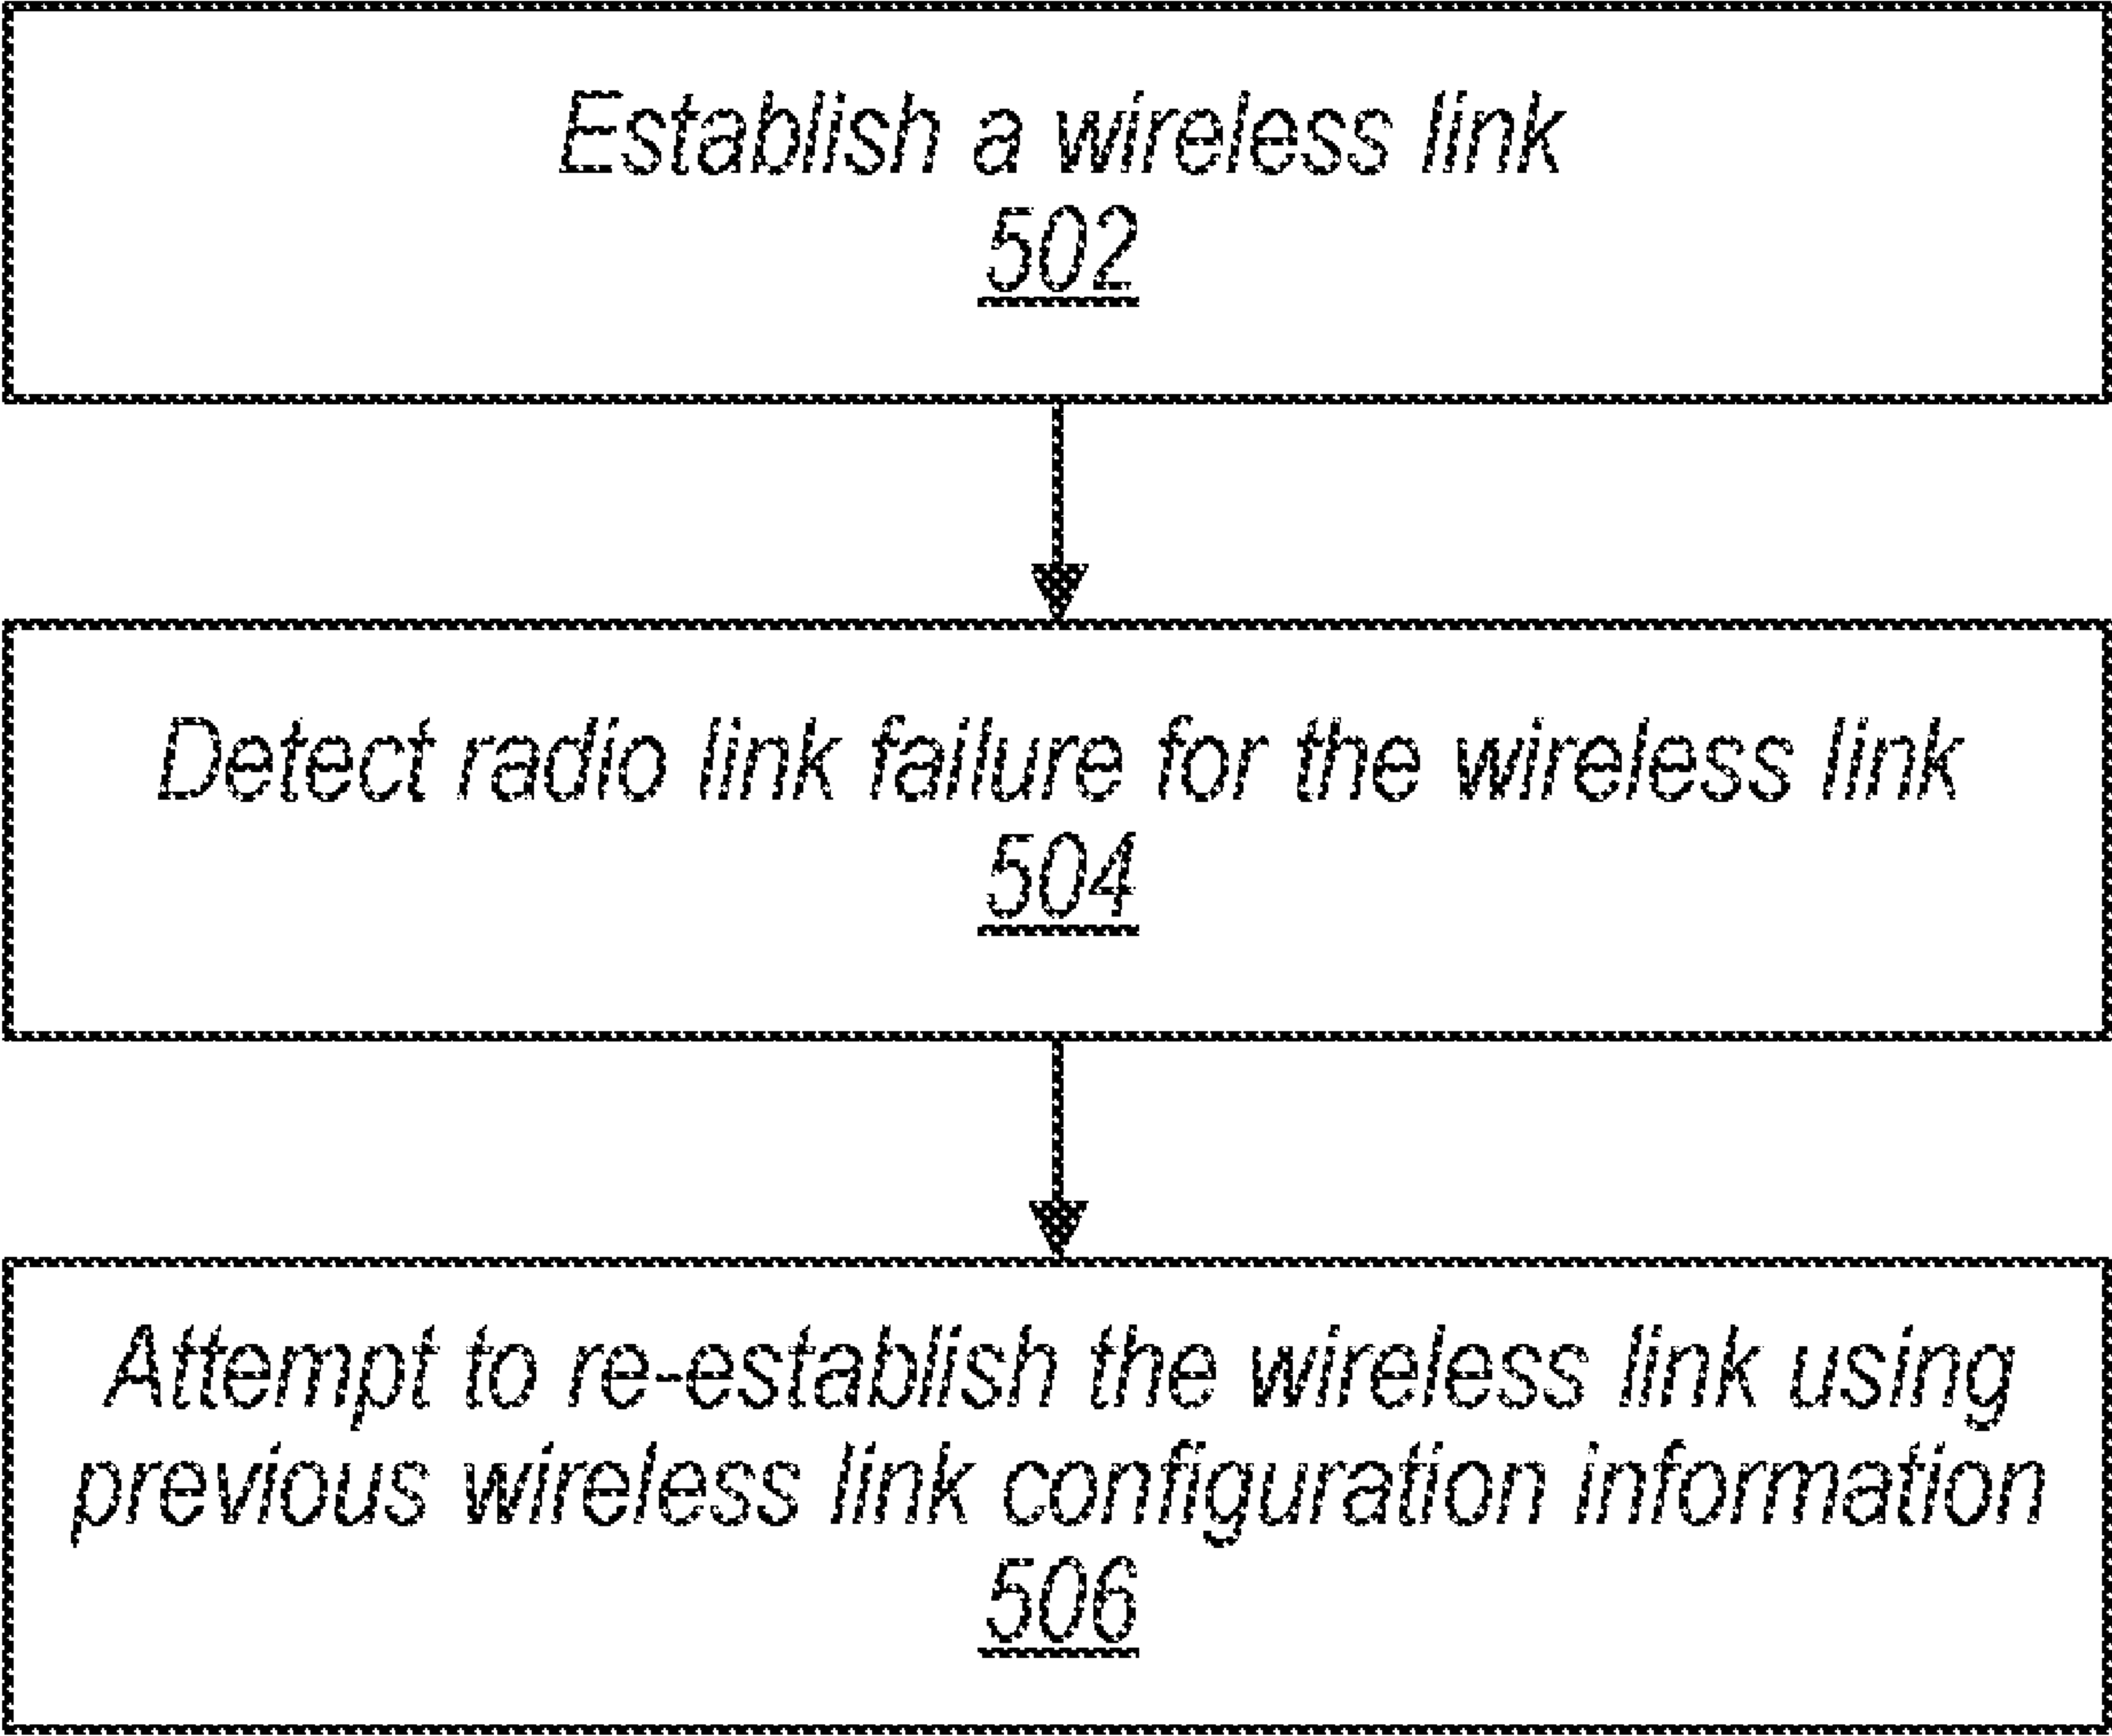 Establish a wireless link
502
Detect radio link failure for the wireless link
504
Attempt to re-establish the wireless link using
previous wireless link configuration information
506